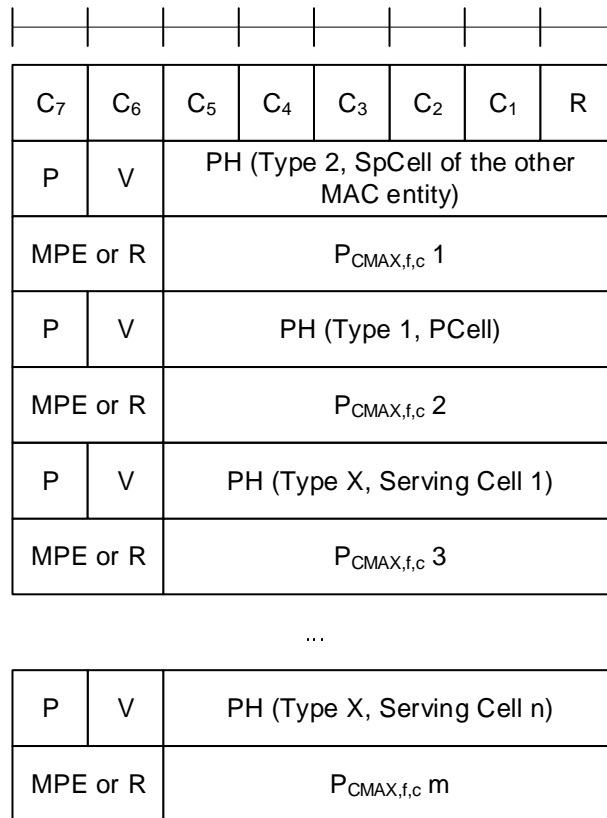 C7 C6 C5 C4 C3 C2 C1 R
P V PH (Type 2, SpCell of the other
MAC entity)
MPE or R PCMAX,f,c 1
P V PH (Type 1, PCell)
MPE or R PCMAX,f,c 2
P V PH (Type X, Serving Cell 1)
MPE or R PCMAX,f,c 3
...
P V PH (Type X, Serving Cell n)
MPE or R PCMAX,f,c m